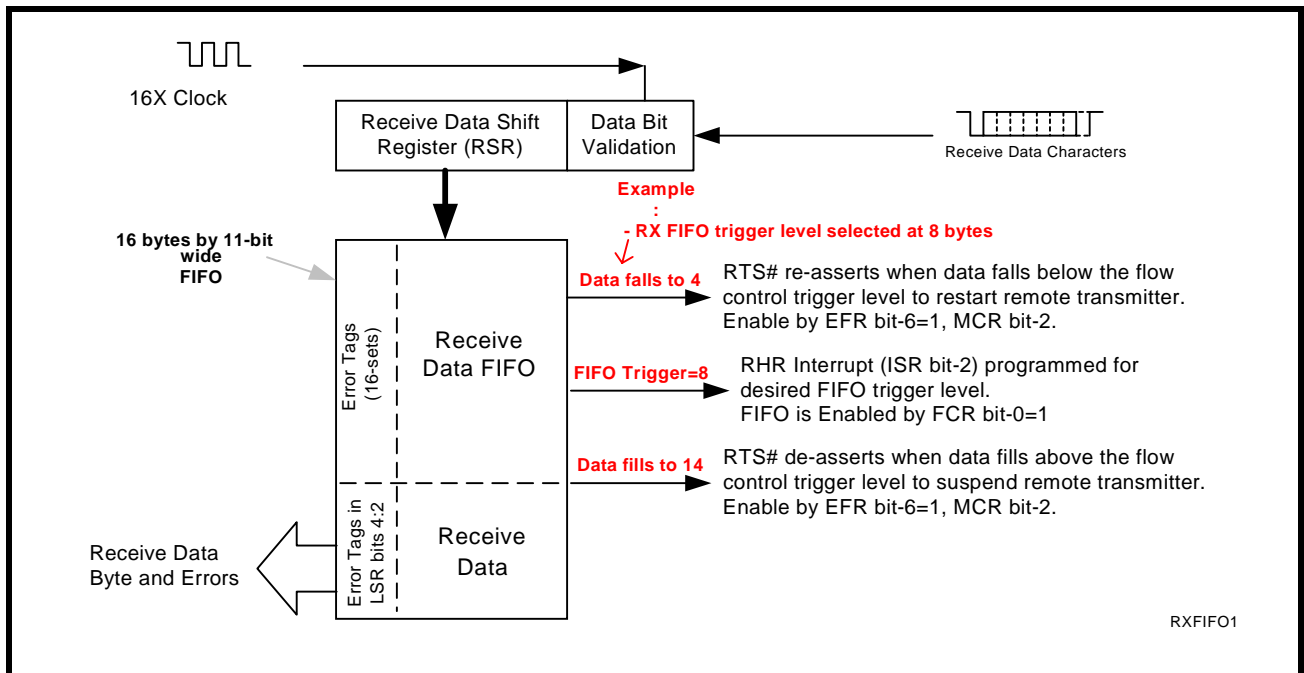 16X Clock
Receive Data Shift
Register (RSR)
Data Bit
Validation
Receive Data Characters
Example
:
- RX FIFO trigger level selected at 8 bytes
16 bytes by 11-bit
wide
FIFO
Error Tags
(16-sets)
Receive
Data FIFO
Data falls to 4
RTS# re-asserts when data falls below the flow
control trigger level to restart remote transmitter.
Enable by EFR bit-6=1, MCR bit-2.
FIFO Trigger=8
RHR Interrupt (ISR bit-2) programmed for
desired FIFO trigger level.
FIFO is Enabled by FCR bit-0=1
Data fills to 14
RTS# de-asserts when data fills above the flow
control trigger level to suspend remote transmitter.
Enable by EFR bit-6=1, MCR bit-2.
Receive Data
Byte and Errors
Error Tags in
LSR bits 4:2
Receive
Data
RXFIFO1